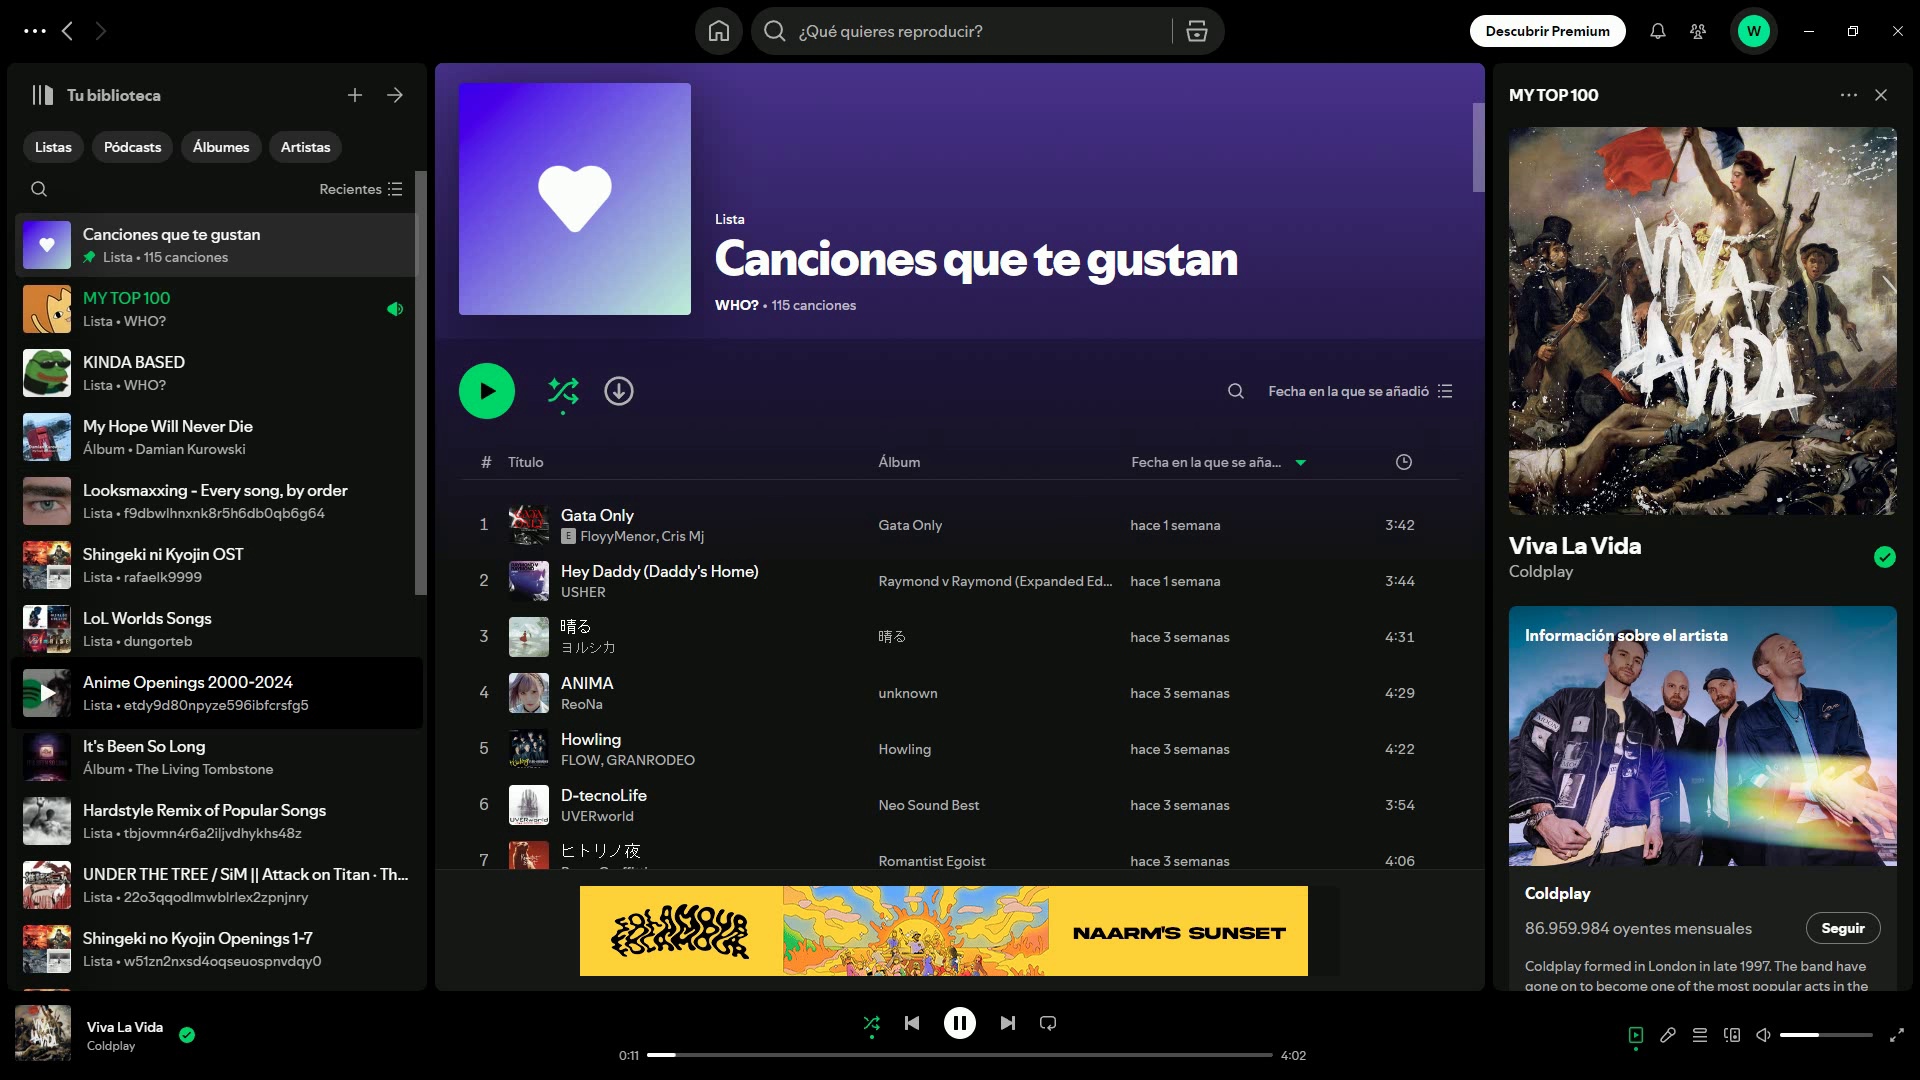 ¿Qué quieres reproducir?
Descubrir Premium
W
Tu biblioteca
Listas
Pódcasts
Álbumes
Artistas
Recientes
Canciones que te gustan
Lista • 115 canciones
MY TOP 100
Lista • WHO?
KINDA BASED
Lista • WHO?
My Hope Will Never Die
Álbum • Damian Kurowski
Looksmaxxing - Every song, by order
Lista • f9dbwlhnxnk8r5h6db0qb6g64
Shingeki ni Kyojin OST
Lista • rafaelk9999
LoL Worlds Songs
Lista • dungorteb
Anime Openings 2000-2024
Lista • etdy9d80npyze596ibfcrsfg5
It's Been So Long
Álbum • The Living Tombstone
Hardstyle Remix of Popular Songs
Lista • tbjovmn4r6a2iljvdhykhs48z
UNDER THE TREE / SiM || Attack on Titan · Th...
Lista • 22o3qqodlmwblrlex2zpnjnry
Shingeki no Kyojin Openings 1-7
Lista • w51zn2nxsd4oqseuospnvdqy0
Lista
Canciones que te gustan
WHO? • 115 canciones
Fecha en la que se añadió
# Título Álbum Fecha en la que se aña...
1 Gata Only Gata Only hace 1 semana 3:42
E FloyyMenor, Cris Mj
2 Hey Daddy (Daddy's Home) Raymond v Raymond (Expanded Ed... hace 1 semana 3:44
USHER
3 晴る 晴る hace 3 semanas 4:31
ヨルシカ
4 ANIMA unknown hace 3 semanas 4:29
ReoNa
5 Howling Howling hace 3 semanas 4:22
FLOW, GRANRODEO
6 D-tecnoLife Neo Sound Best hace 3 semanas 3:54
UVERworld
7 ヒトリノ夜 Romantist Egoist hace 3 semanas 4:06
NAARM'S SUNSET
MY TOP 100
VIVA LA VIDA
Viva La Vida
Coldplay
Información sobre el artista
Coldplay
86.959.984 oyentes mensuales
Seguir
Coldplay formed in London in late 1997. The band have
gone on to become one of the most popular acts in the
Viva La Vida
Coldplay
0:11
4:02